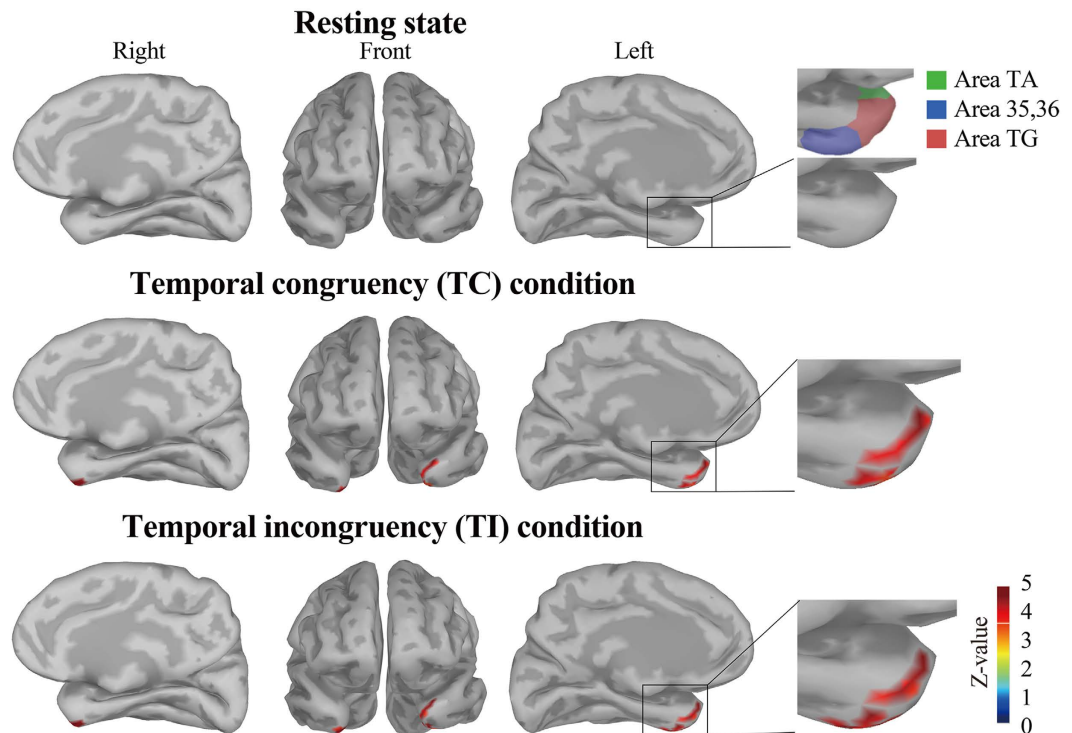 Resting state
Right
Front
Left
Area TA
Area 35,36
Area TG
Temporal congruency (TC) condition
Temporal incongruency (TI) condition
Z-value
5
4
3
2
1
0